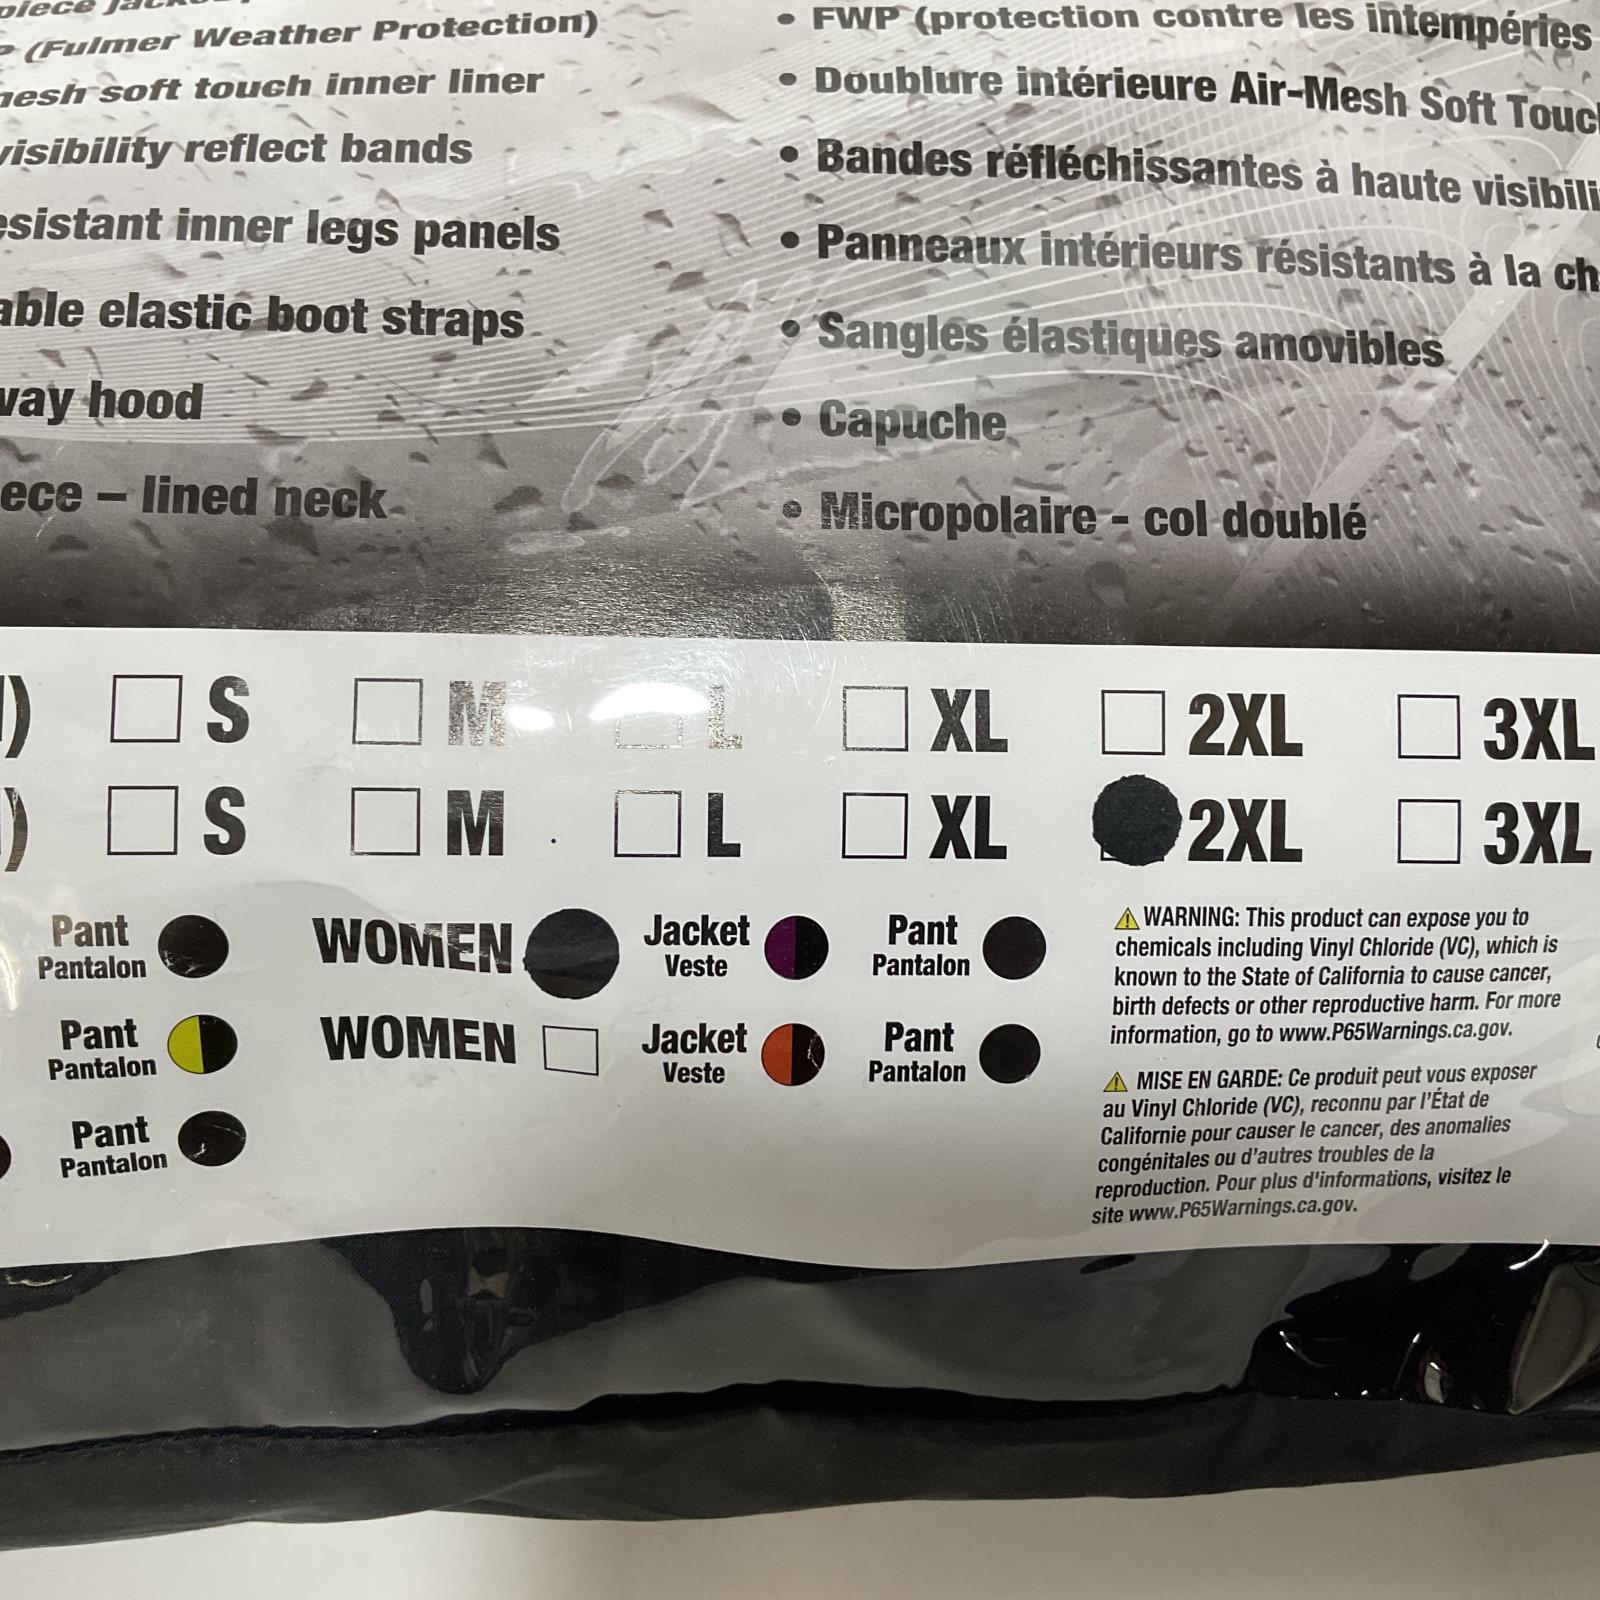 piece
(Fulmer Weather Protection)
mesh soft touch inner liner
visibility reflect bands
esistant inner legs panels
able elastic boot straps
way hood
ece – lined neck
• FWP (protection contre les intempéries
• Doublure intérieure Air-Mesh Soft Touc
• Bandes réfléchissantes à haute visibili
• Panneaux intérieurs résistants à la ch
• Sangles élastiques amovibles
• Capuche
• Micropolaire - col doublé
) S M L XL 2XL 3XL
) S M L XL 2XL 3XL
Pant
Pantalon
WOMEN
Jacket
Veste
Pant
Pantalon
Pant
Pantalon
WOMEN
Jacket
Veste
Pant
Pantalon
Pant
Pantalon
WARNING: This product can expose you to
chemicals including Vinyl Chloride (VC), which is
known to the State of California to cause cancer,
birth defects or other reproductive harm. For more
information, go to www.P65Warnings.ca.gov.
MISE EN GARDE: Ce produit peut vous exposer
au Vinyl Chloride (VC), reconnu par l'État de
Californie pour causer le cancer, des anomalies
congénitales ou d'autres troubles de la
reproduction. Pour plus d'informations, visitez le
site www.P65Warnings.ca.gov.